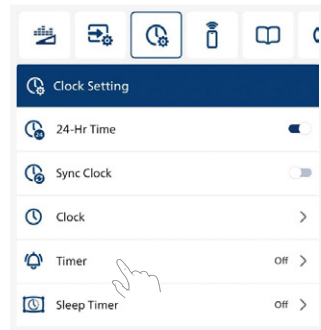 Clock Setting
24-Hr Time
Sync Clock
Clock
Timer Off
Sleep Timer Off